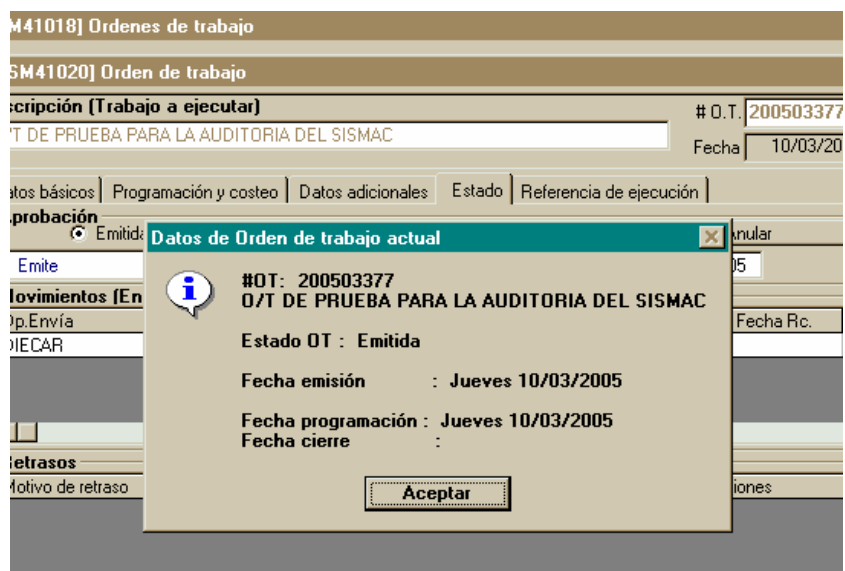 M41018] Ordenes de trabajo
SM41020] Orden de trabajo
scripción (Trabajo a ejecutar)
# O.T. 200503377
/T DE PRUEBA PARA LA AUDITORIA DEL SISMAC
Fecha 10/03/20
atos básicos Programación y costeo Datos adicionales Estado Referencia de ejecución
Aprobación
Emitida
Anular
Emite
05
Movimientos (En
Op.Envía
Fecha Rc.
DIECAR
Retrasos
Motivo de retraso
iones
Datos de Orden de trabajo actual
#OT: 200503377
O/T DE PRUEBA PARA LA AUDITORIA DEL SISMAC
Estado OT : Emitida
Fecha emisión : Jueves 10/03/2005
Fecha programación : Jueves 10/03/2005
Fecha cierre :
Aceptar